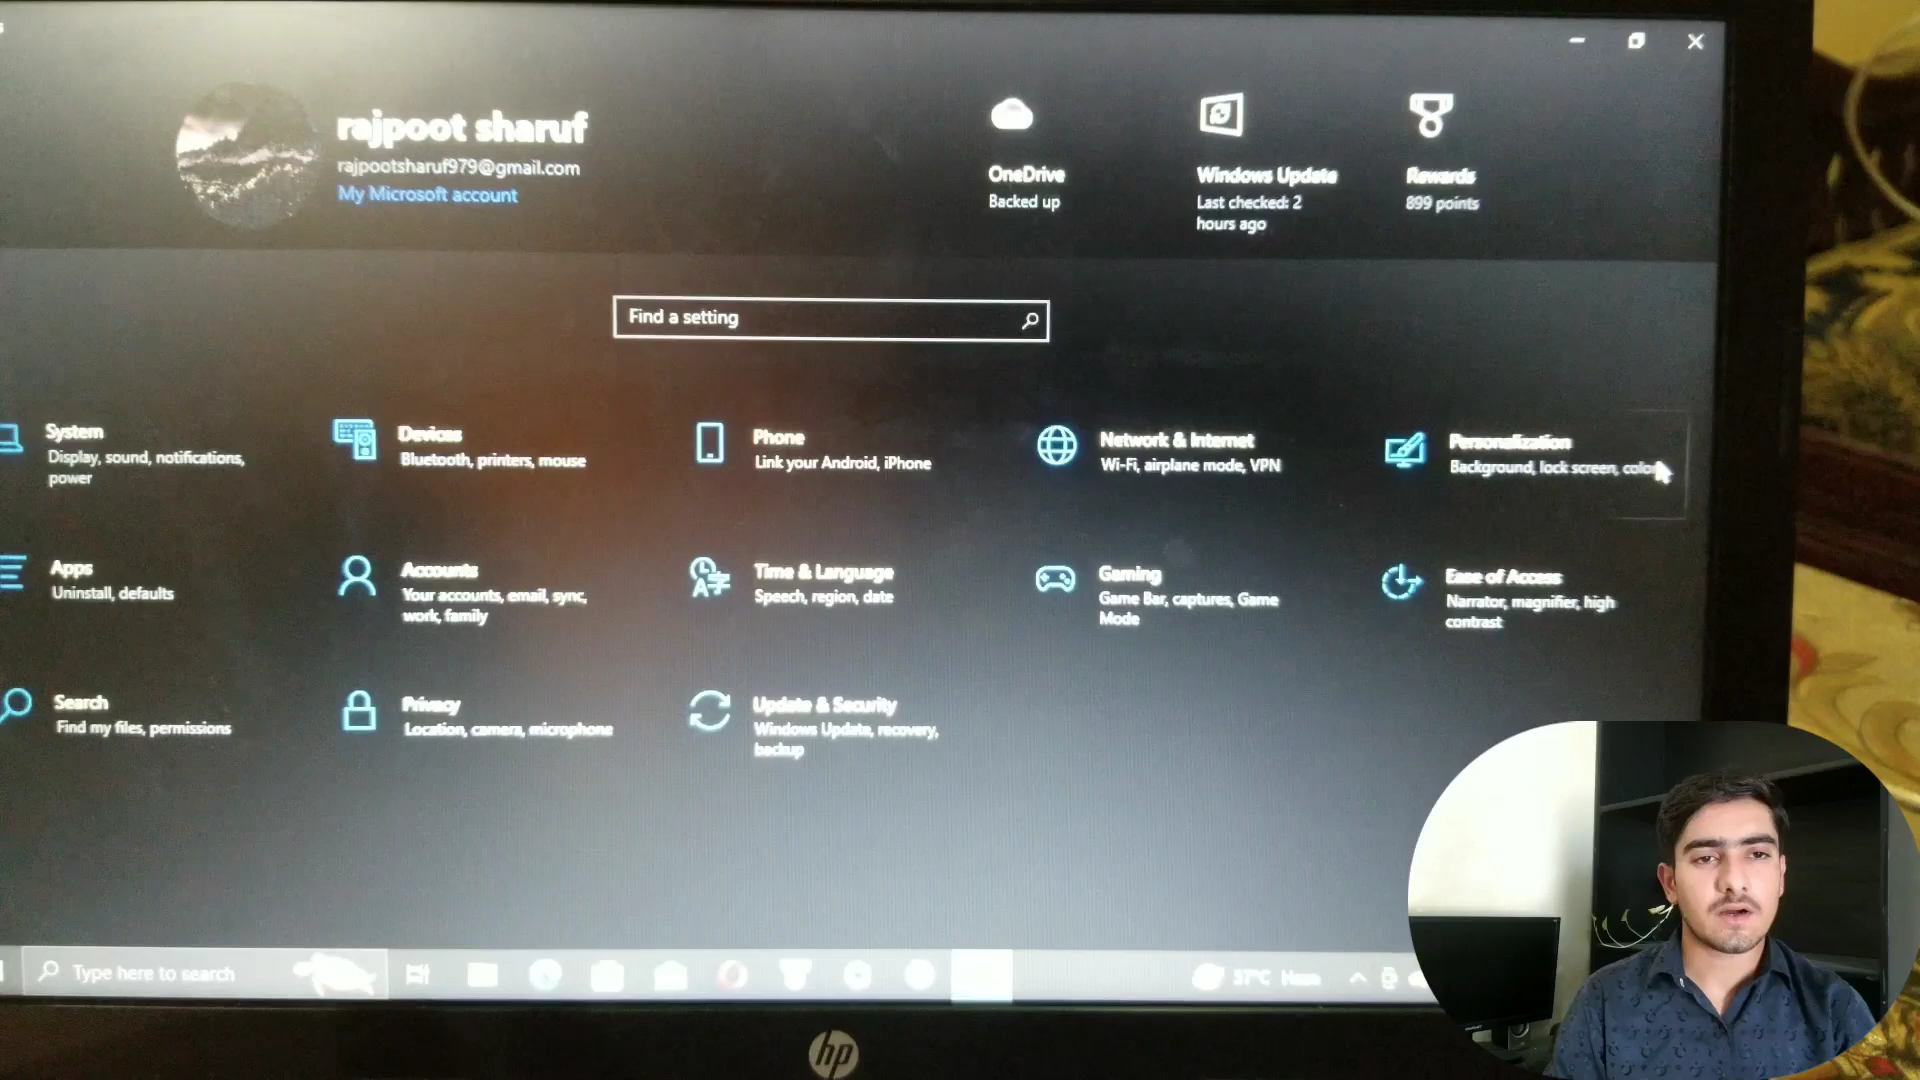 rajpoot sharuf
rajpootsharuf979@gmail.com
My Microsoft account
OneDrive
Backed up
Windows Update
Last checked: 2
hours ago
Rewards
899 points
Find a setting
System
Display, sound, notifications,
power
Devices
Bluetooth, printers, mouse
Phone
Link your Android, iPhone
Network & Internet
Wi-Fi, airplane mode, VPN
Personalization
Background, lock screen,
Apps
Uninstall, defaults
Accounts
Your accounts, email, sync,
work, family
Time & Language
Speech, region, date
Gaming
Game Bar, captures, Game
Mode
Ease of Access
Narrator, magnifier, high
contrast
Search
Find my files, permissions
Privacy
Location, camera, microphone
Update & Security
Windows Update, recovery,
backup
Type here to search
37°C Haze
hp